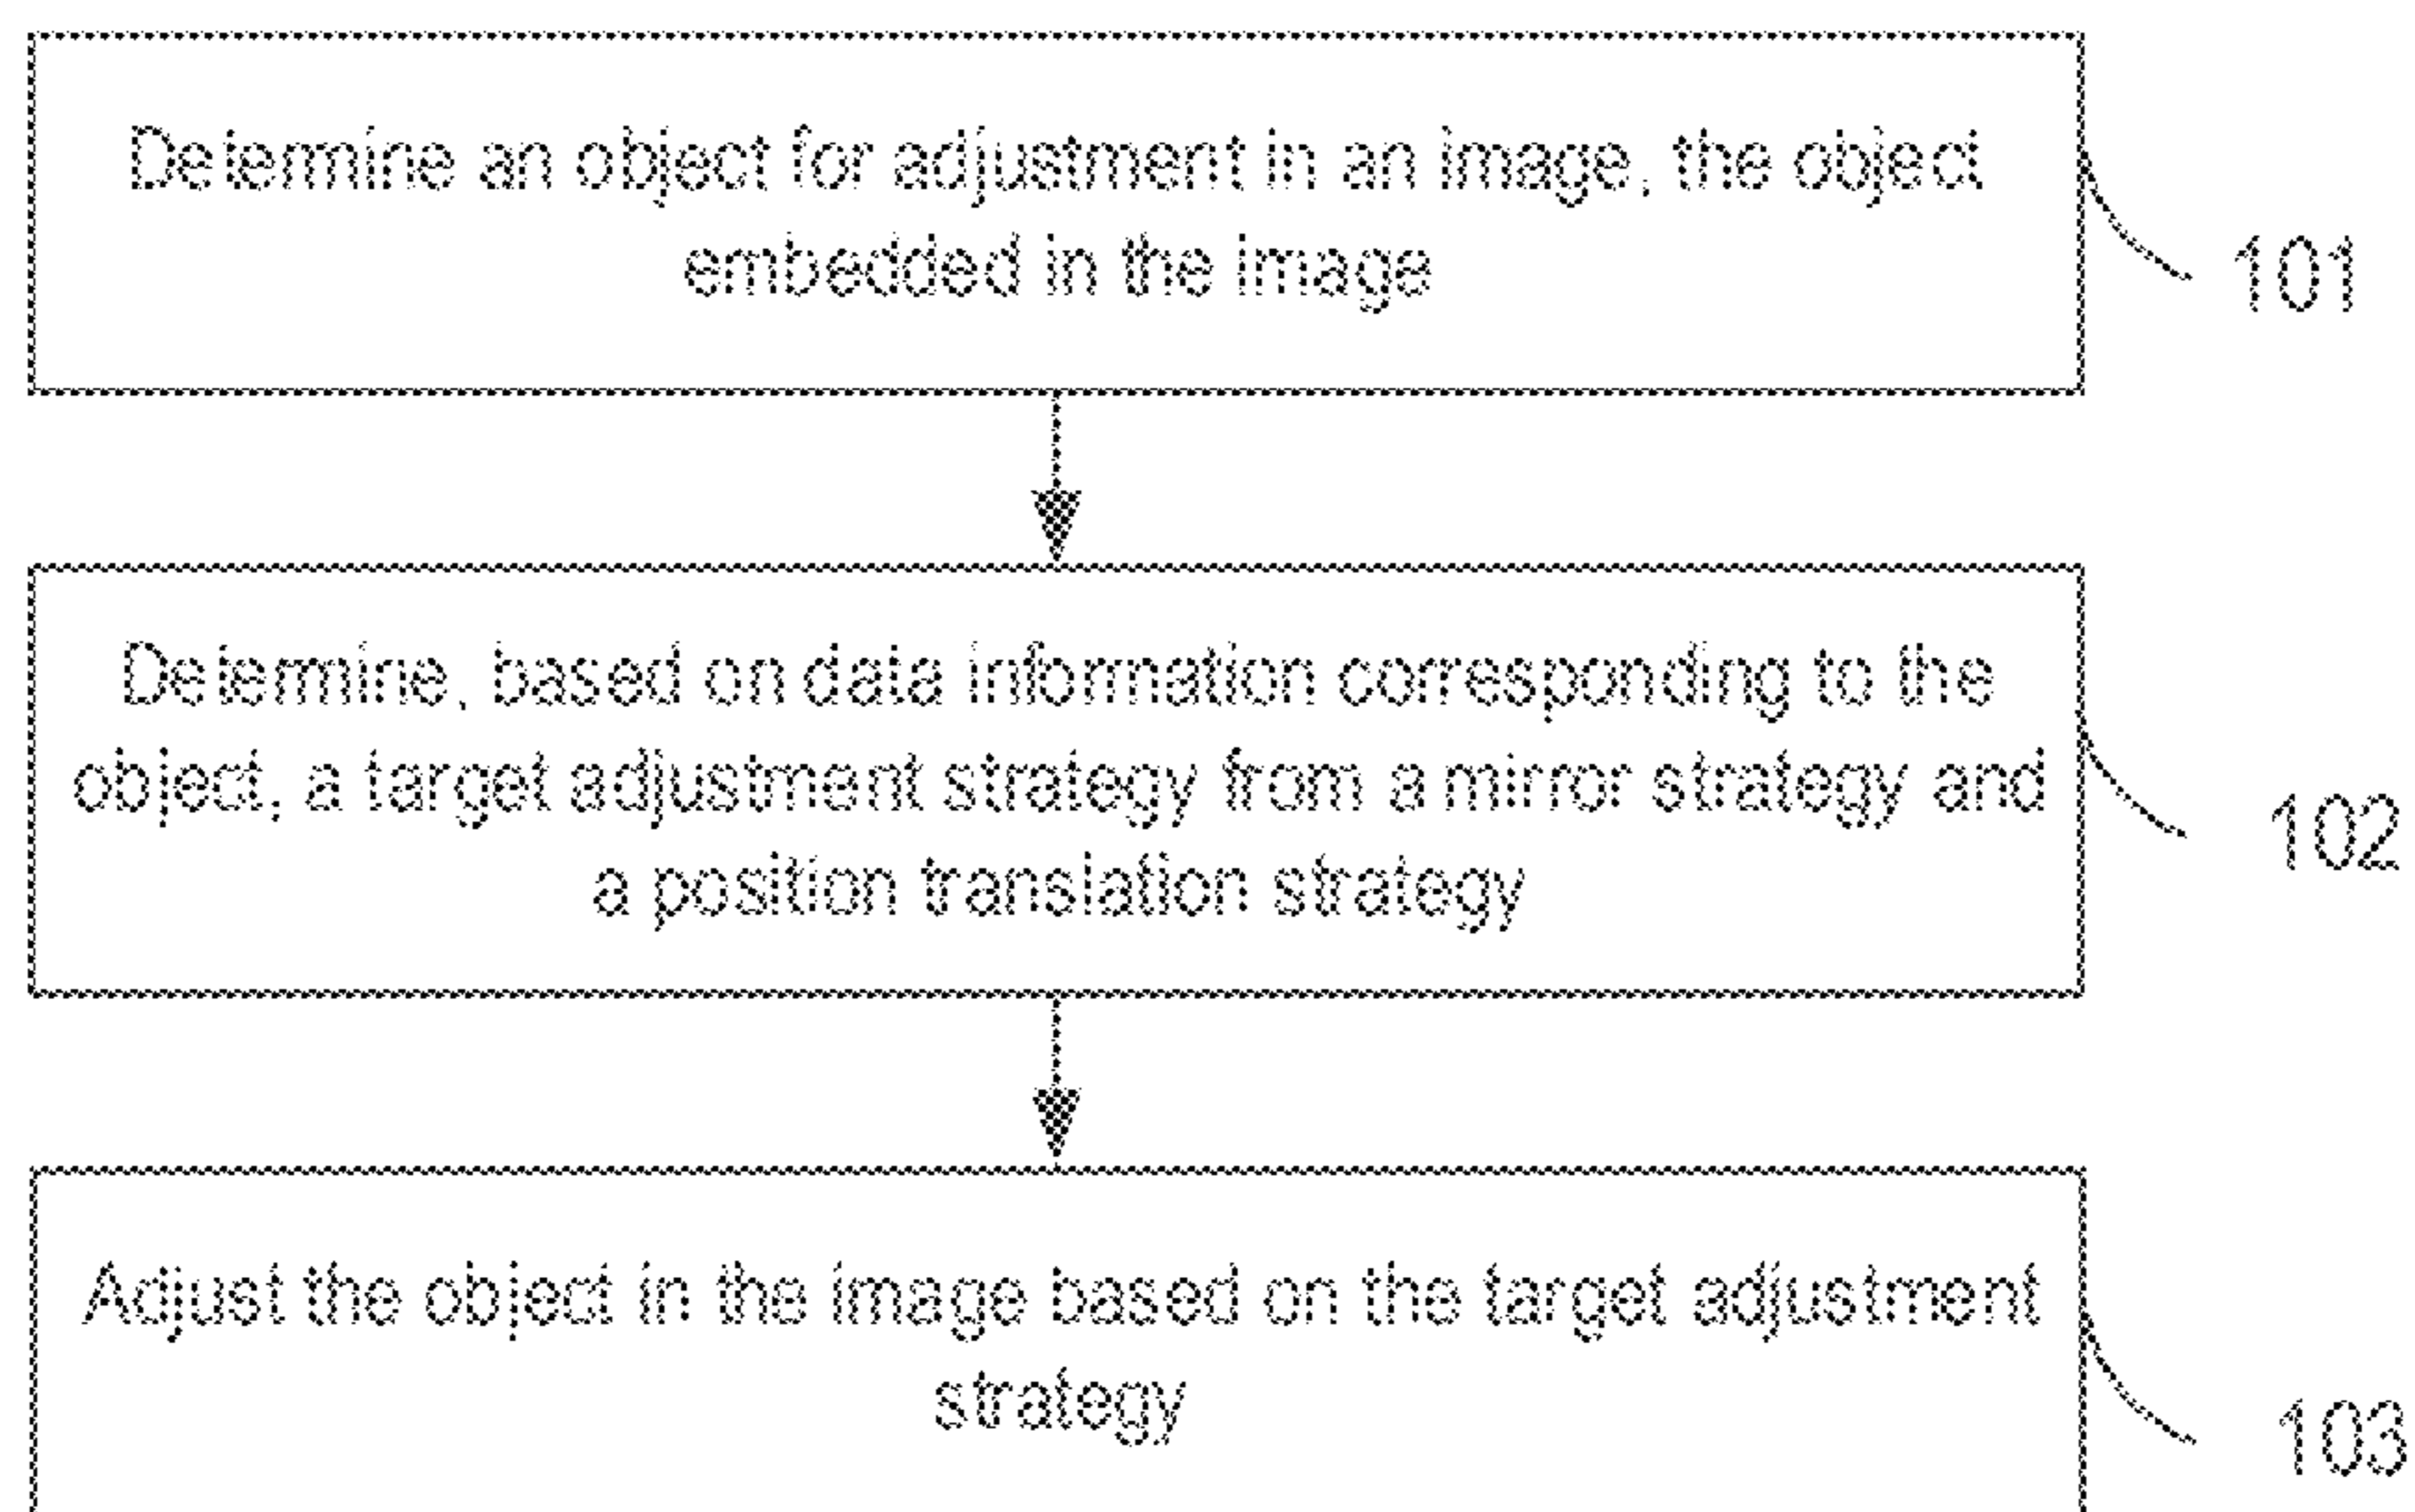 Determine an object for adjustment in an image, the object
embedded in the image
101
Determine, based on data information corresponding to the
object, a target adjustment strategy from a mirror strategy and
a position translation strategy
102
Adjust the object in the image based on the target adjustment
strategy
103